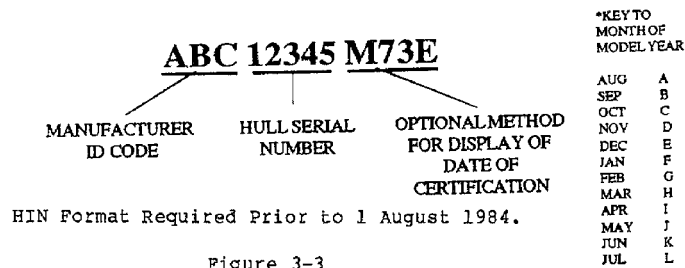 ABC 12345 M73E
MANUFACTURER
ID CODE
HULL SERIAL
NUMBER
OPTIONAL METHOD
FOR DISPLAY OF
DATE OF
CERTIFICATION
HIN Format Required Prior to 1 August 1984.
Figure 3-3
*KEY TO
MONTH OF
MODEL YEAR
AUG A
SEP B
OCT C
NOV D
DEC E
JAN F
FEB G
MAR H
APR I
MAY J
JUN K
JUL L